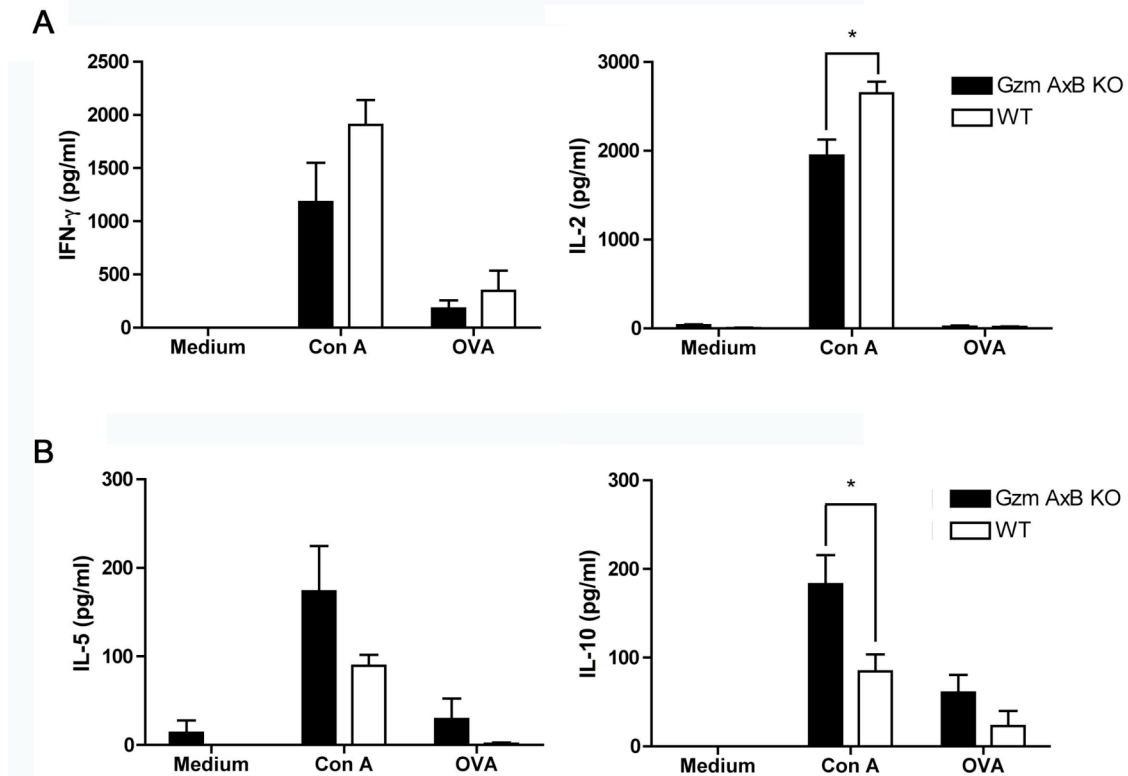 A
IFN-γ (pg/ml)
2500
2000
1500
1000
500
0
Medium Con A OVA
IL-2 (pg/ml)
3000
2000
1000
0
Medium Con A OVA
*
Gzm AxB KO
WT
B
IL-5 (pg/ml)
300
200
100
0
Medium Con A OVA
IL-10 (pg/ml)
300
200
100
0
Medium Con A OVA
*
Gzm AxB KO
WT